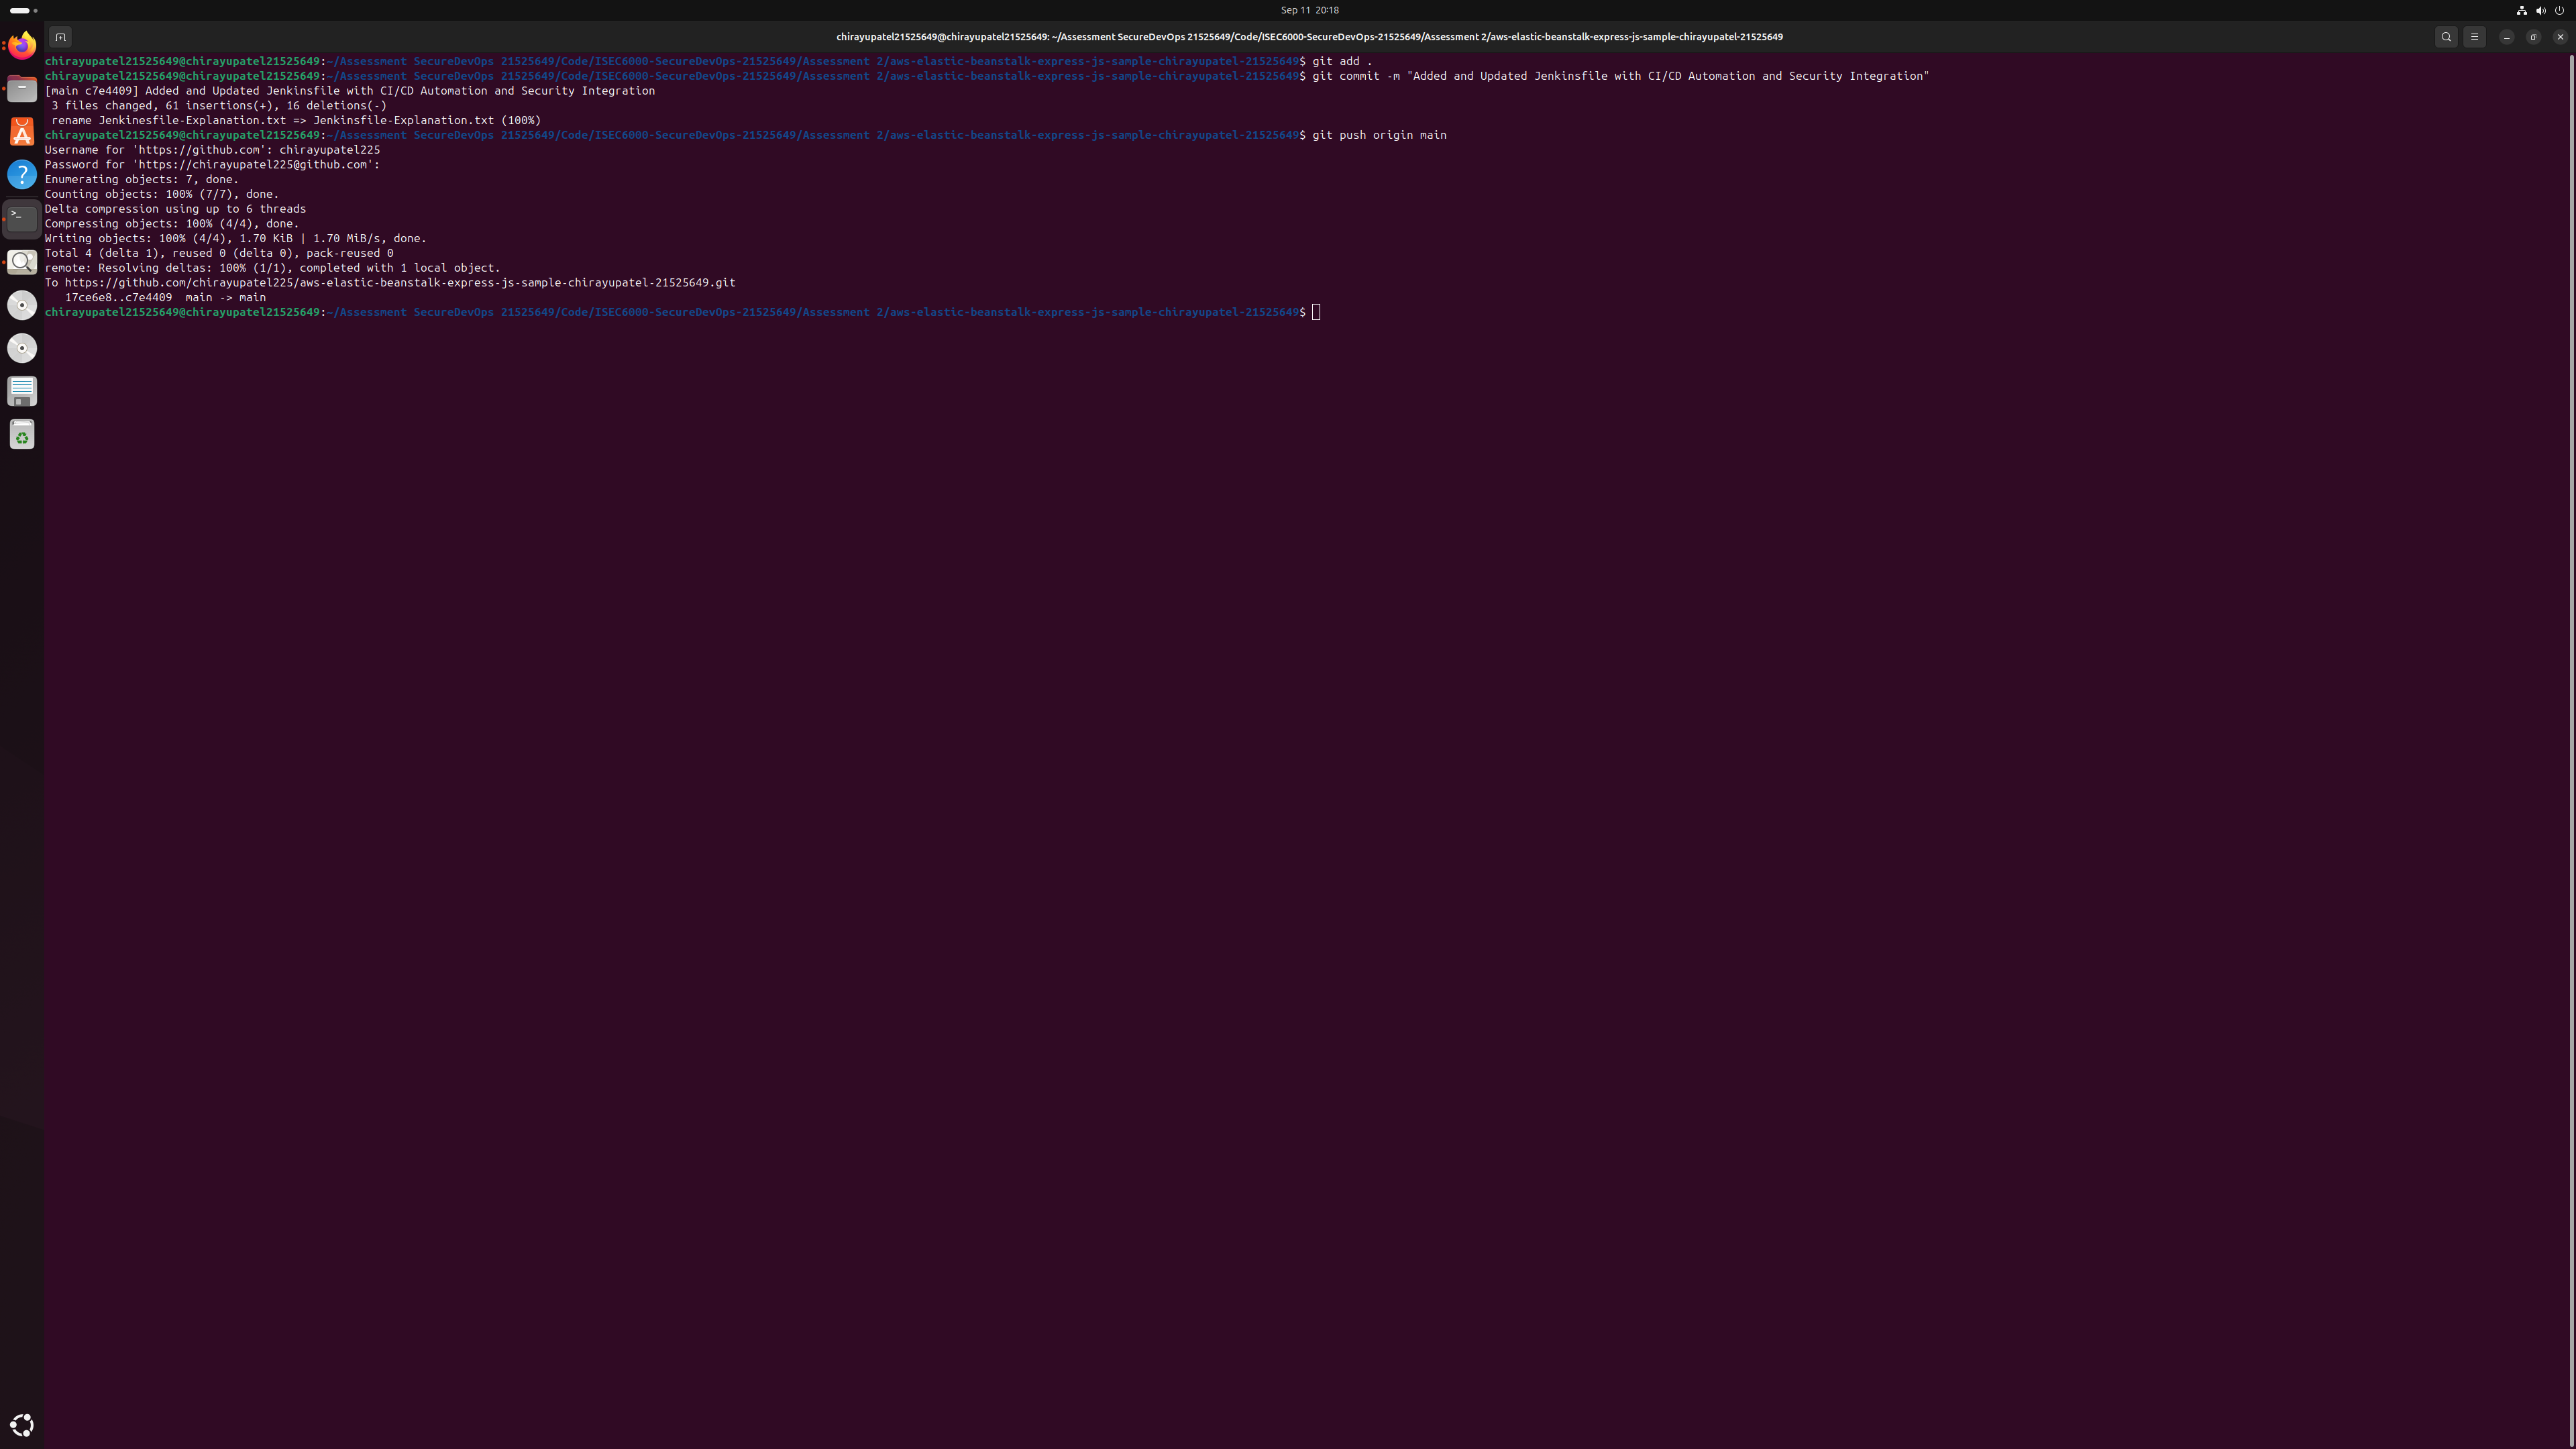 Sep 11 20:18
chirayupatel21525649@chirayupatel21525649: ~/Assessment SecureDevOps 21525649/Code/ISEC6000-SecureDevOps-21525649/Assessment 2/aws-elastic-beanstalk-express-js-sample-chirayupatel-21525649
chirayupatel21525649@chirayupatel21525649:~/Assessment SecureDevOps 21525649/Code/ISEC6000-SecureDevOps-21525649/Assessment 2/aws-elastic-beanstalk-express-js-sample-chirayupatel-21525649$ git add .
chirayupatel21525649@chirayupatel21525649:~/Assessment SecureDevOps 21525649/Code/ISEC6000-SecureDevOps-21525649/Assessment 2/aws-elastic-beanstalk-express-js-sample-chirayupatel-21525649$ git commit -m "Added and Updated Jenkinsfile with CI/CD Automation and Security Integration"
[main c7e4409] Added and Updated Jenkinsfile with CI/CD Automation and Security Integration
 3 files changed, 61 insertions(+), 16 deletions(-)
 rename Jenkinesfile-Explanation.txt => Jenkinsfile-Explanation.txt (100%)
chirayupatel21525649@chirayupatel21525649:~/Assessment SecureDevOps 21525649/Code/ISEC6000-SecureDevOps-21525649/Assessment 2/aws-elastic-beanstalk-express-js-sample-chirayupatel-21525649$ git push origin main
Username for 'https://github.com': chirayupatel225
Password for 'https://chirayupatel225@github.com':
Enumerating objects: 7, done.
Counting objects: 100% (7/7), done.
Delta compression using up to 6 threads
Compressing objects: 100% (4/4), done.
Writing objects: 100% (4/4), 1.70 KiB | 1.70 MiB/s, done.
Total 4 (delta 1), reused 0 (delta 0), pack-reused 0
remote: Resolving deltas: 100% (1/1), completed with 1 local object.
To https://github.com/chirayupatel225/aws-elastic-beanstalk-express-js-sample-chirayupatel-21525649.git
   17ce6e8..c7e4409  main -> main
chirayupatel21525649@chirayupatel21525649:~/Assessment SecureDevOps 21525649/Code/ISEC6000-SecureDevOps-21525649/Assessment 2/aws-elastic-beanstalk-express-js-sample-chirayupatel-21525649$